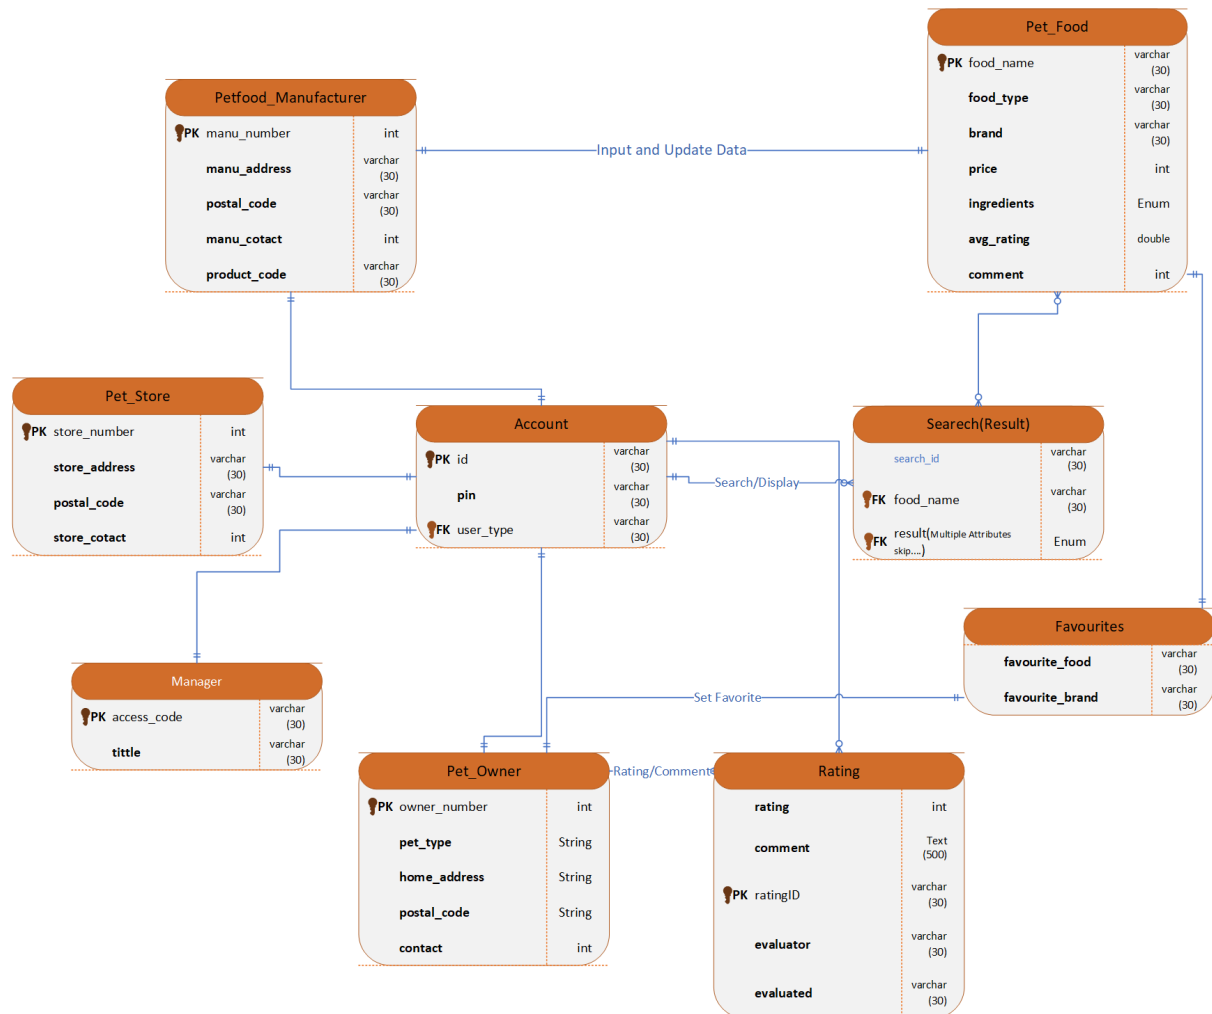 Pet_Food
PK food_name varchar (30)
food_type varchar (30)
brand varchar (30)
price int
ingredients Enum
avg_rating double
comment int
Petfood_Manufacturer
PK manu_number int
manu_address varchar (30)
postal_code varchar (30)
manu_cotact int
product_code varchar (30)
Input and Update Data
Pet_Store
PK store_number int
store_address varchar (30)
postal_code varchar (30)
store_cotact int
Account
PK id varchar (30)
pin varchar (30)
FK user_type varchar (30)
Search/Display
Searech(Result)
search_id varchar (30)
FK food_name varchar (30)
FK result(Multiple Attributes skip....) Enum
Favourites
favourite_food varchar (30)
favourite_brand varchar (30)
Manager
PK access_code varchar (30)
tittle varchar (30)
Set Favorite
Pet_Owner
PK owner_number int
pet_type String
home_address String
postal_code String
contact int
Rating/Comment
Rating
rating int
comment Text (500)
PK ratingID varchar (30)
evaluator varchar (30)
evaluated varchar (30)